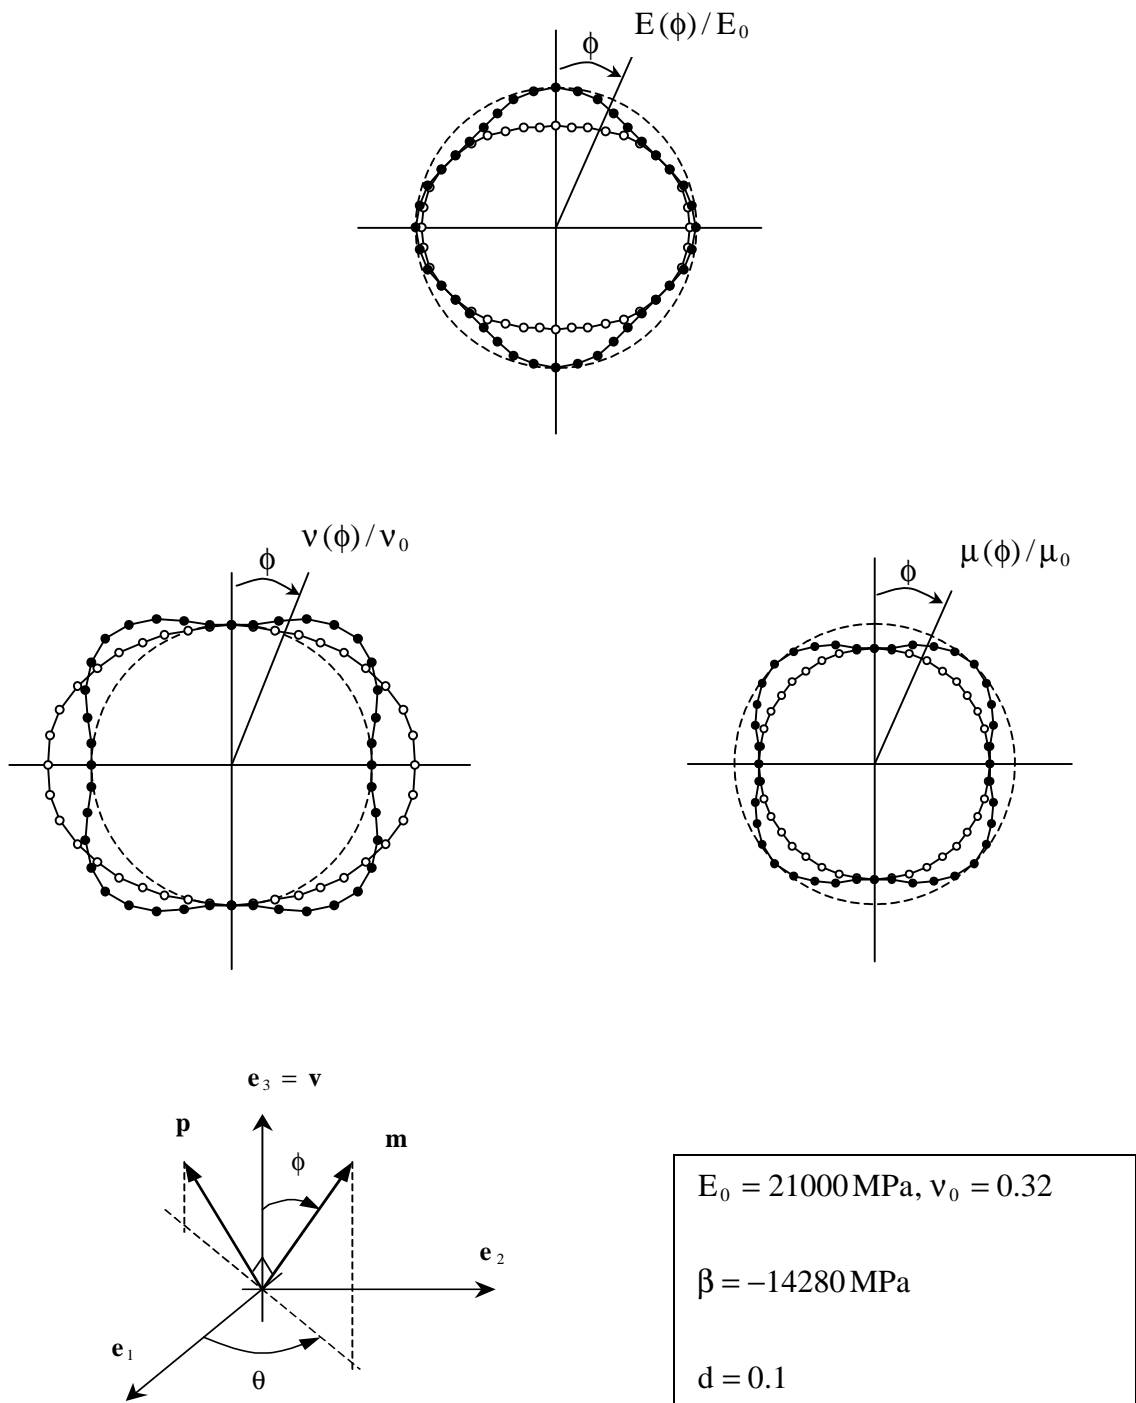 E(ϕ)/E₀
ϕ
ν(ϕ)/ν₀
ϕ
μ(ϕ)/μ₀
ϕ
e₃ = v
p
m
ϕ
e₂
e₁
θ
E₀ = 21000 MPa, ν₀ = 0.32
β = −14280 MPa
d = 0.1